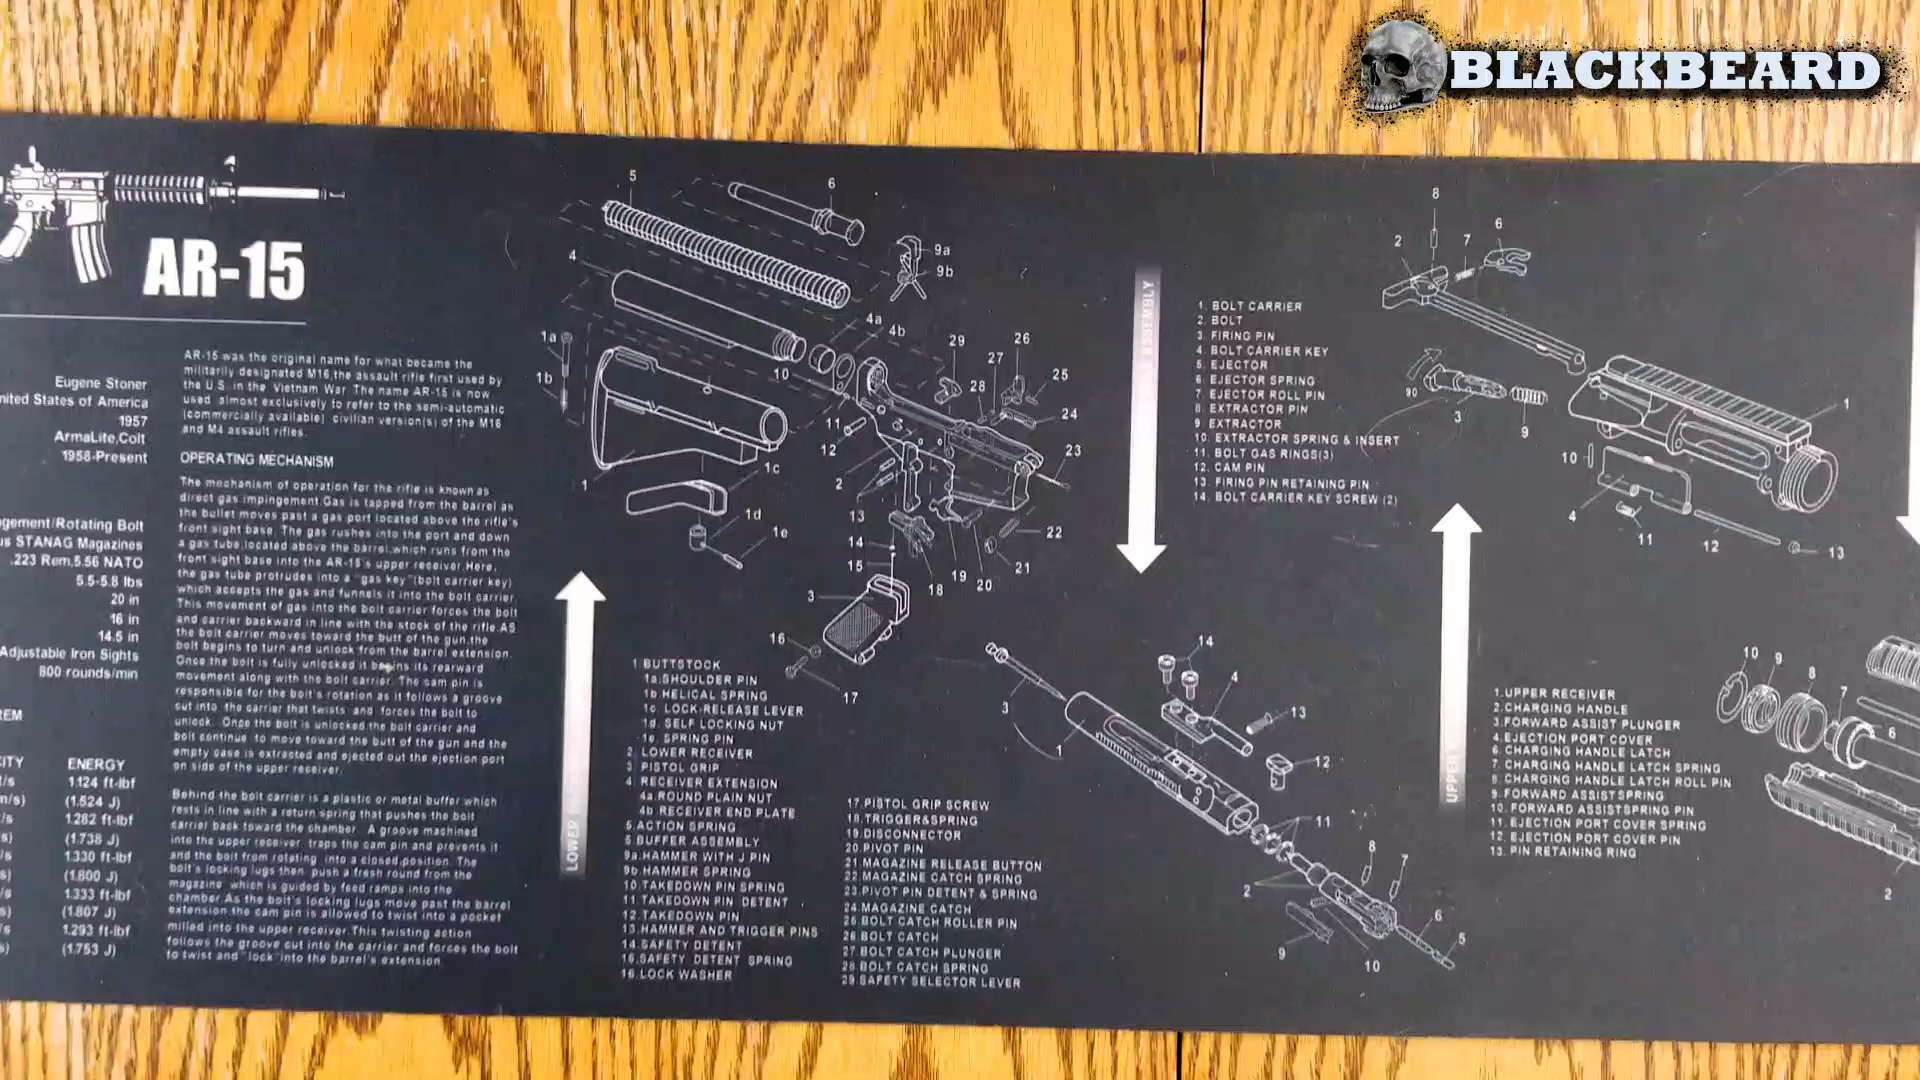 BLACKBEARD
AR-15
Eugene Stoner
United States of America
1957
ArmaLite,Colt
1958-Present
gement/Rotating Bolt
us STANAG Magazines
.223 Rem,5.56 NATO
5.5-5.8 lbs
20 in
16 in
14.5 in
Adjustable Iron Sights
800 rounds/min
REM
CITY ENERGY
t/s 1.124 ft-lbf
m/s) (1.524 J)
/s 1.282 ft-lbf
s) (1.738 J)
/s 1.330 ft-lbf
s) (1.800 J)
/s 1.333 ft-lbf
s) (1.807 J)
/s 1.293 ft-lbf
s) (1.753 J)
AR-15 was the original name for what became the
militarily designated M16,the assault rifle first used by
the U.S. in the Vietnam War. The name AR-15 is now
used almost exclusively to refer to the semi-automatic
(commercially available) civilian version(s) of the M16
and M4 assault rifles.
OPERATING MECHANISM
The mechanism of operation for the rifle is known as
direct gas impingement.Gas is tapped from the barrel as
the bullet moves past a gas port located above the rifle's
front sight base. The gas rushes into the port and down
a gas tube,located above the barrel,which runs from the
front sight base into the AR-15's upper receiver.Here,
the gas tube protrudes into a "gas key"(bolt carrier key)
which accepts the gas and funnels it into the bolt carrier.
This movement of gas into the bolt carrier forces the bolt
and carrier backward in line with the stock of the rifle.AS
the bolt carrier moves toward the butt of the gun,the
bolt begins to turn and unlock from the barrel extension.
Once the bolt is fully unlocked it begins its rearward
movement along with the bolt carrier. The cam pin is
responsible for the bolt's rotation as it follows a groove
cut into the carrier that twists and forces the bolt to
unlock. Once the bolt is unlocked the bolt carrier and
bolt continue to move toward the butt of the gun and the
empty case is extracted and ejected out the ejection port
on side of the upper receiver.
Behind the bolt carrier is a plastic or metal buffer which
rests in line with a return spring that pushes the bolt
carrier back toward the chamber. A groove machined
into the upper receiver traps the cam pin and prevents it
and the bolt from rotating into a closed position. The
bolt's locking lugs then push a fresh round from the
magazine which is guided by feed ramps into the
chamber.As the bolt's locking lugs move past the barrel
extension,the cam pin is allowed to twist into a pocket
milled into the upper receiver.This twisting action
follows the groove cut into the carrier and forces the bolt
to twist and "lock"into the barrel's extension.
LOWER
1 BUTTSTOCK
1a.SHOULDER PIN
1b HELICAL SPRING
1c. LOCK-RELEASE LEVER
1d. SELF LOCKING NUT
1e. SPRING PIN
2. LOWER RECEIVER
3. PISTOL GRIP
4. RECEIVER EXTENSION
4a.ROUND PLAIN NUT
4b RECEIVER END PLATE
5.ACTION SPRING
5.BUFFER ASSEMBLY
9a.HAMMER WITH J PIN
9b HAMMER SPRING
10.TAKEDOWN PIN SPRING
11.TAKEDOWN PIN DETENT
12.TAKEDOWN PIN
13.HAMMER AND TRIGGER PINS
14.SAFETY DETENT
15.SAFETY DETENT SPRING
16.LOCK WASHER
17.PISTOL GRIP SCREW
18.TRIGGER&SPRING
19.DISCONNECTOR
20.PIVOT PIN
21.MAGAZINE RELEASE BUTTON
22.MAGAZINE CATCH SPRING
23.PIVOT PIN DETENT & SPRING
24.MAGAZINE CATCH
25.BOLT CATCH ROLLER PIN
26 BOLT CATCH
27 BOLT CATCH PLUNGER
28 BOLT CATCH SPRING
29.SAFETY SELECTOR LEVER
ASSEMBLY
1. BOLT CARRIER
2. BOLT
3. FIRING PIN
4. BOLT CARRIER KEY
5. EJECTOR
6. EJECTOR SPRING
7. EJECTOR ROLL PIN
8. EXTRACTOR PIN
9 EXTRACTOR
10. EXTRACTOR SPRING & INSERT
11. BOLT GAS RINGS(3)
12. CAM PIN
13. FIRING PIN RETAINING PIN
14. BOLT CARRIER KEY SCREW (2)
UPPER
1.UPPER RECEIVER
2.CHARGING HANDLE
3.FORWARD ASSIST PLUNGER
4.EJECTION PORT COVER
6. CHARGING HANDLE LATCH
7. CHARGING HANDLE LATCH SPRING
8. CHARGING HANDLE LATCH ROLL PIN
9. FORWARD ASSISTSPRING
10. FORWARD ASSISTSPRING PIN
11. EJECTION PORT COVER SPRING
12. EJECTION PORT COVER PIN
13. PIN RETAINING RING